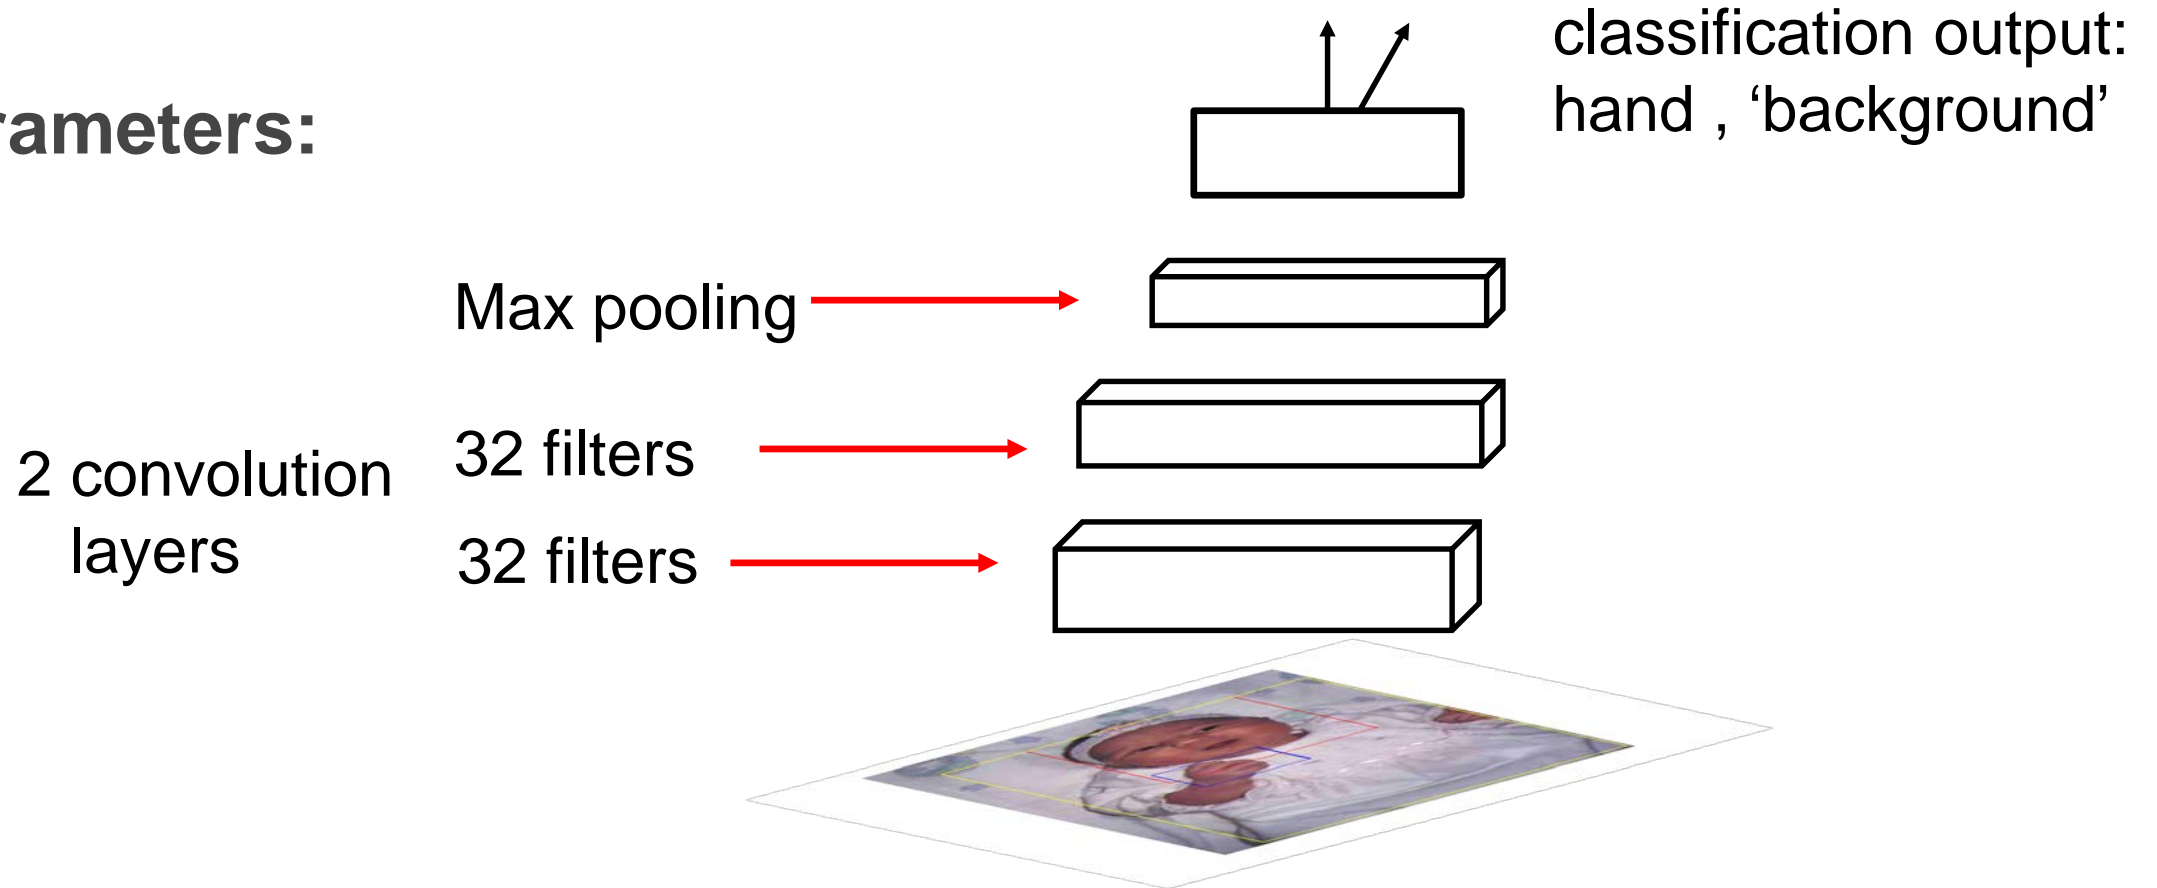 classification output:
hand , ‘background’
rameters:
Max pooling
32 filters
2 convolution
layers
32 filters